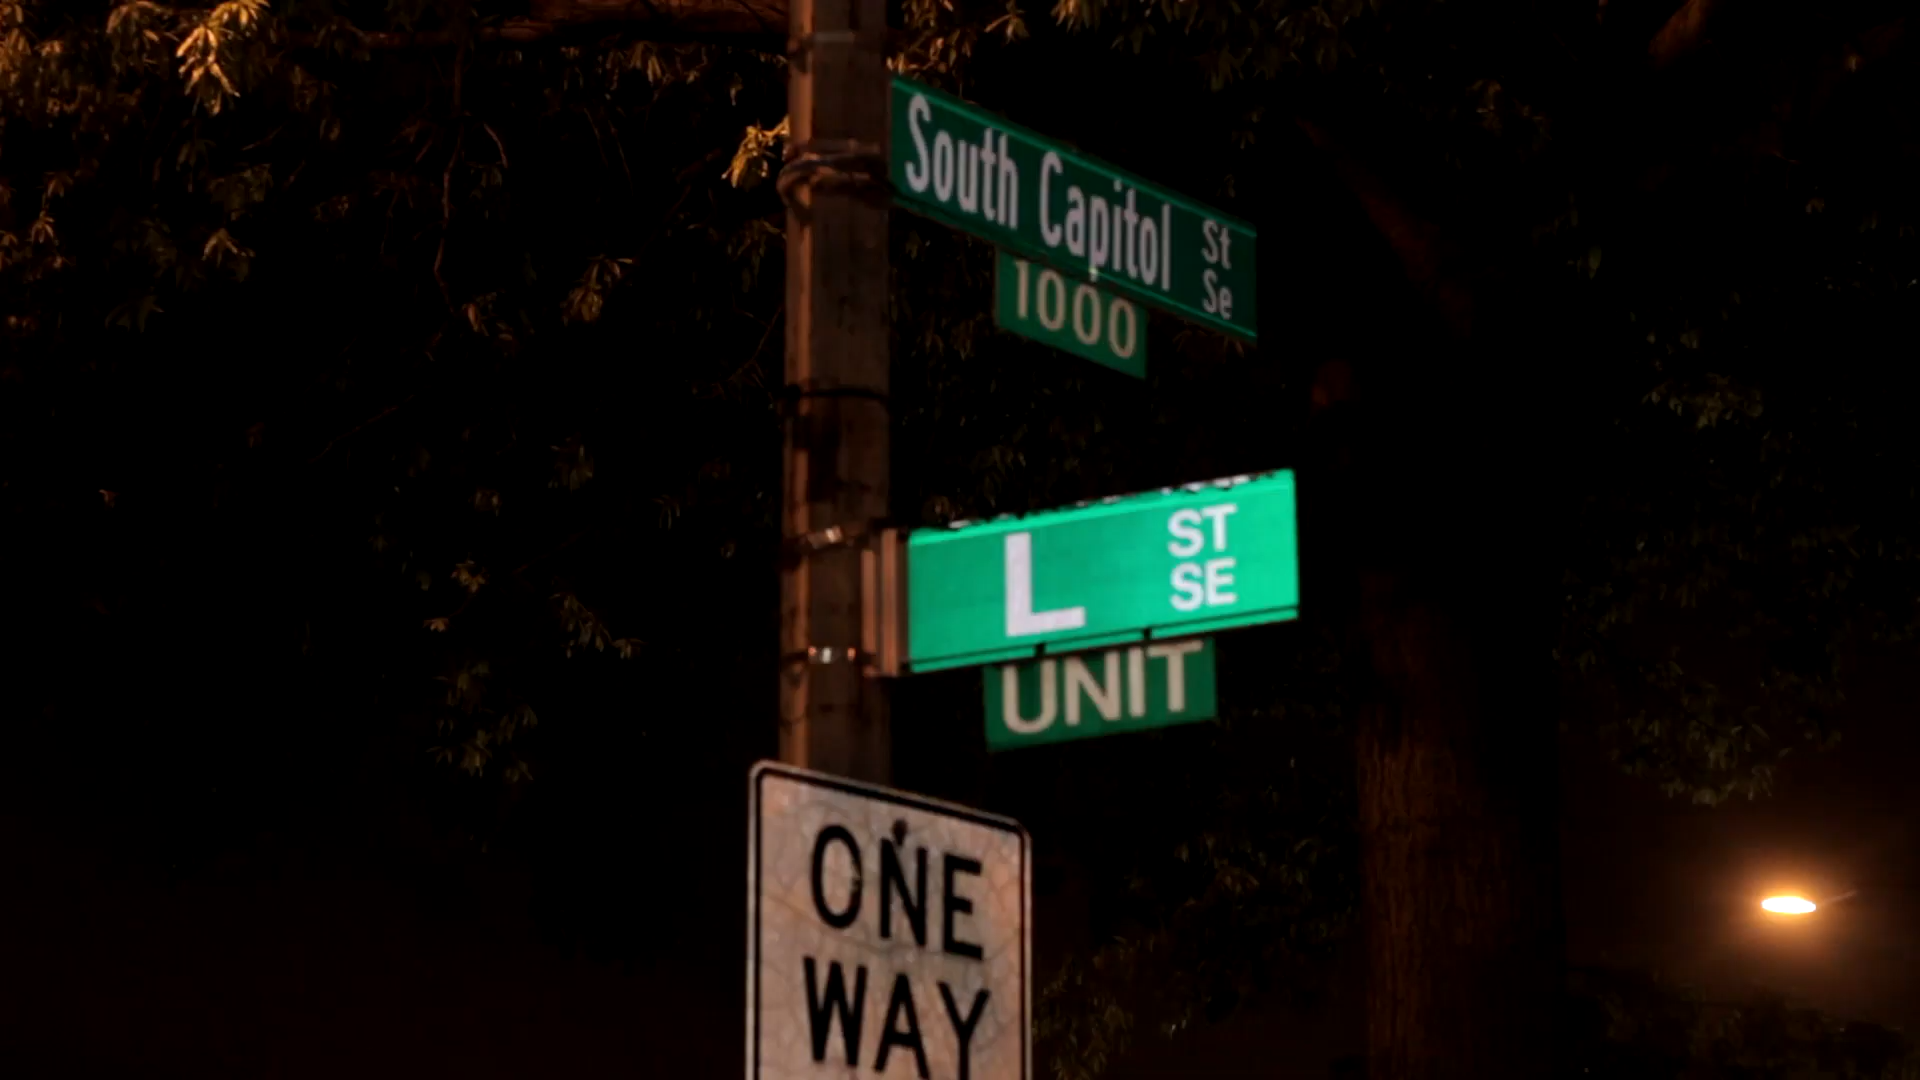 South Capitol St Se
1000
L ST SE
UNIT
ONE
WAY